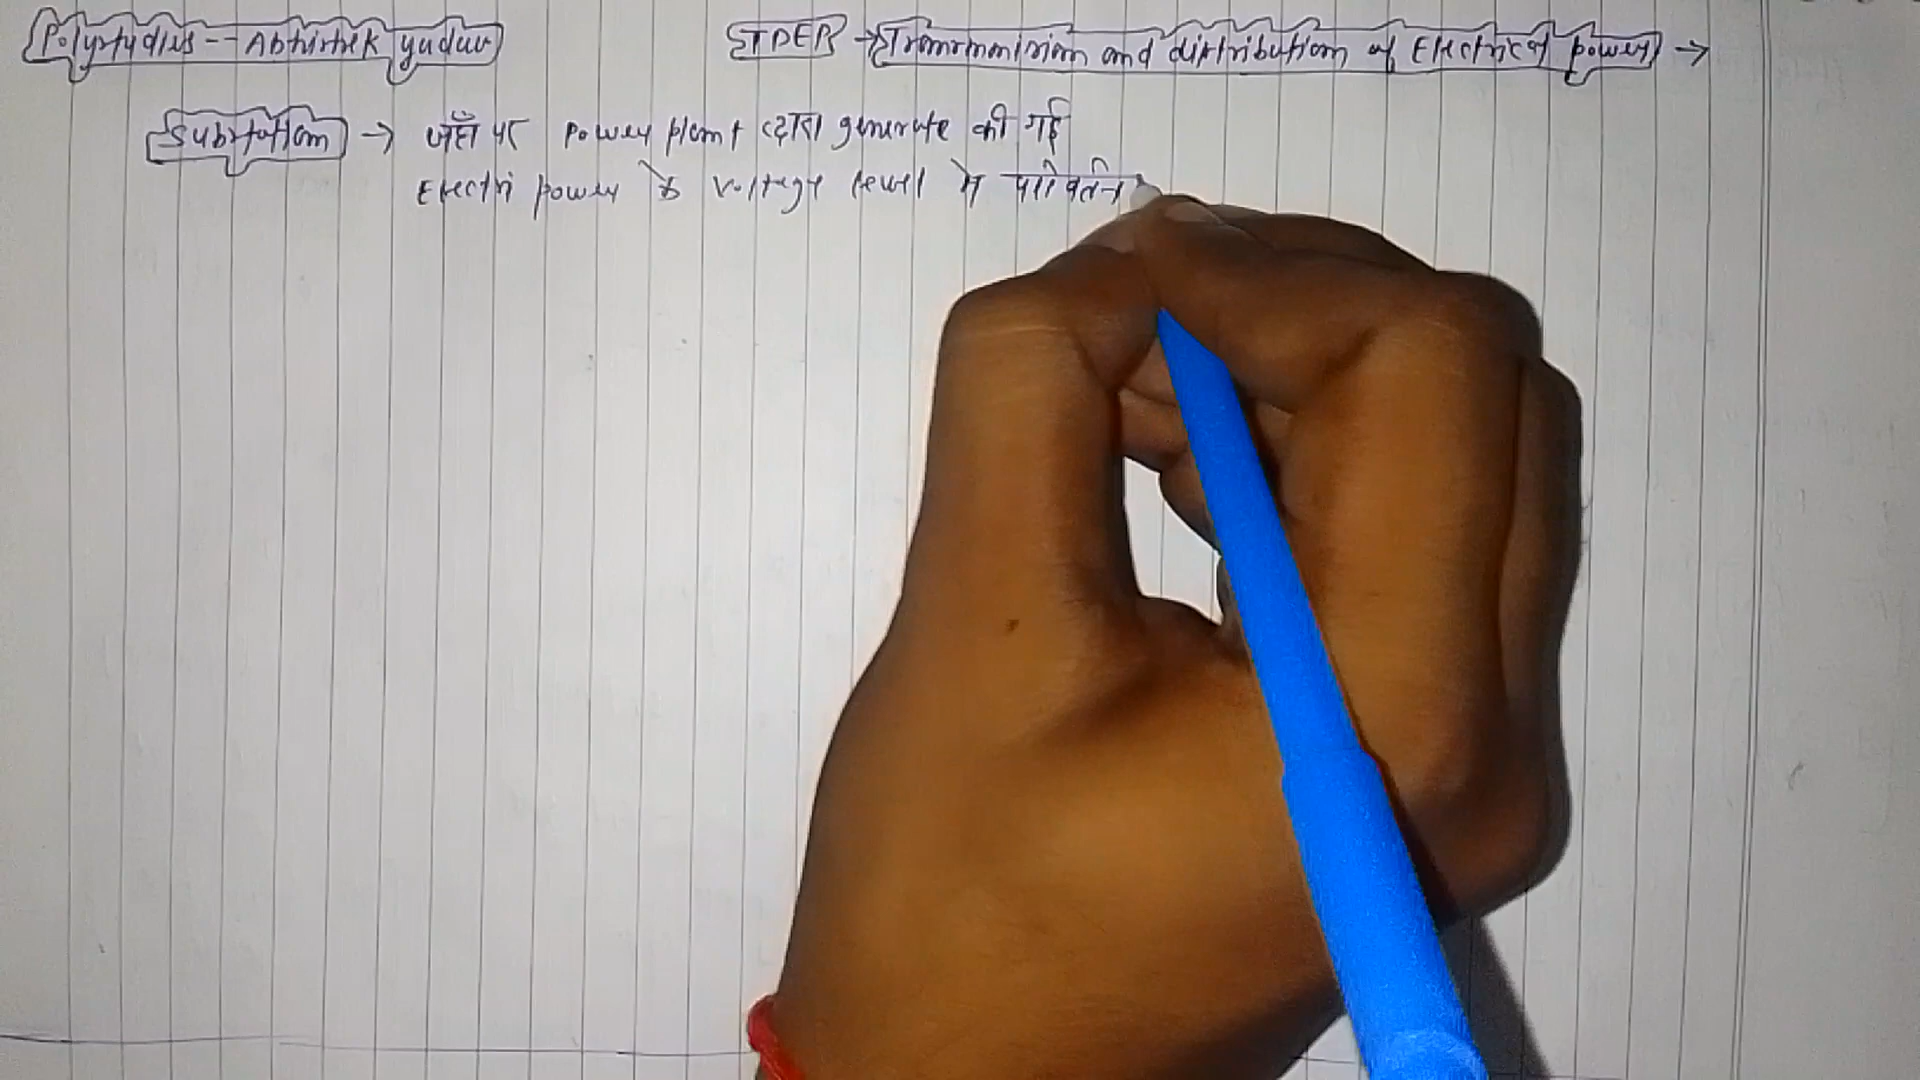 Polystudies -- Abhishek yadav
TDEP → Transmission and distribution of Electrical power →
Substation → जहाँ पर power plant द्वारा generate की गई
Electri power के voltage level मे परिवर्तन